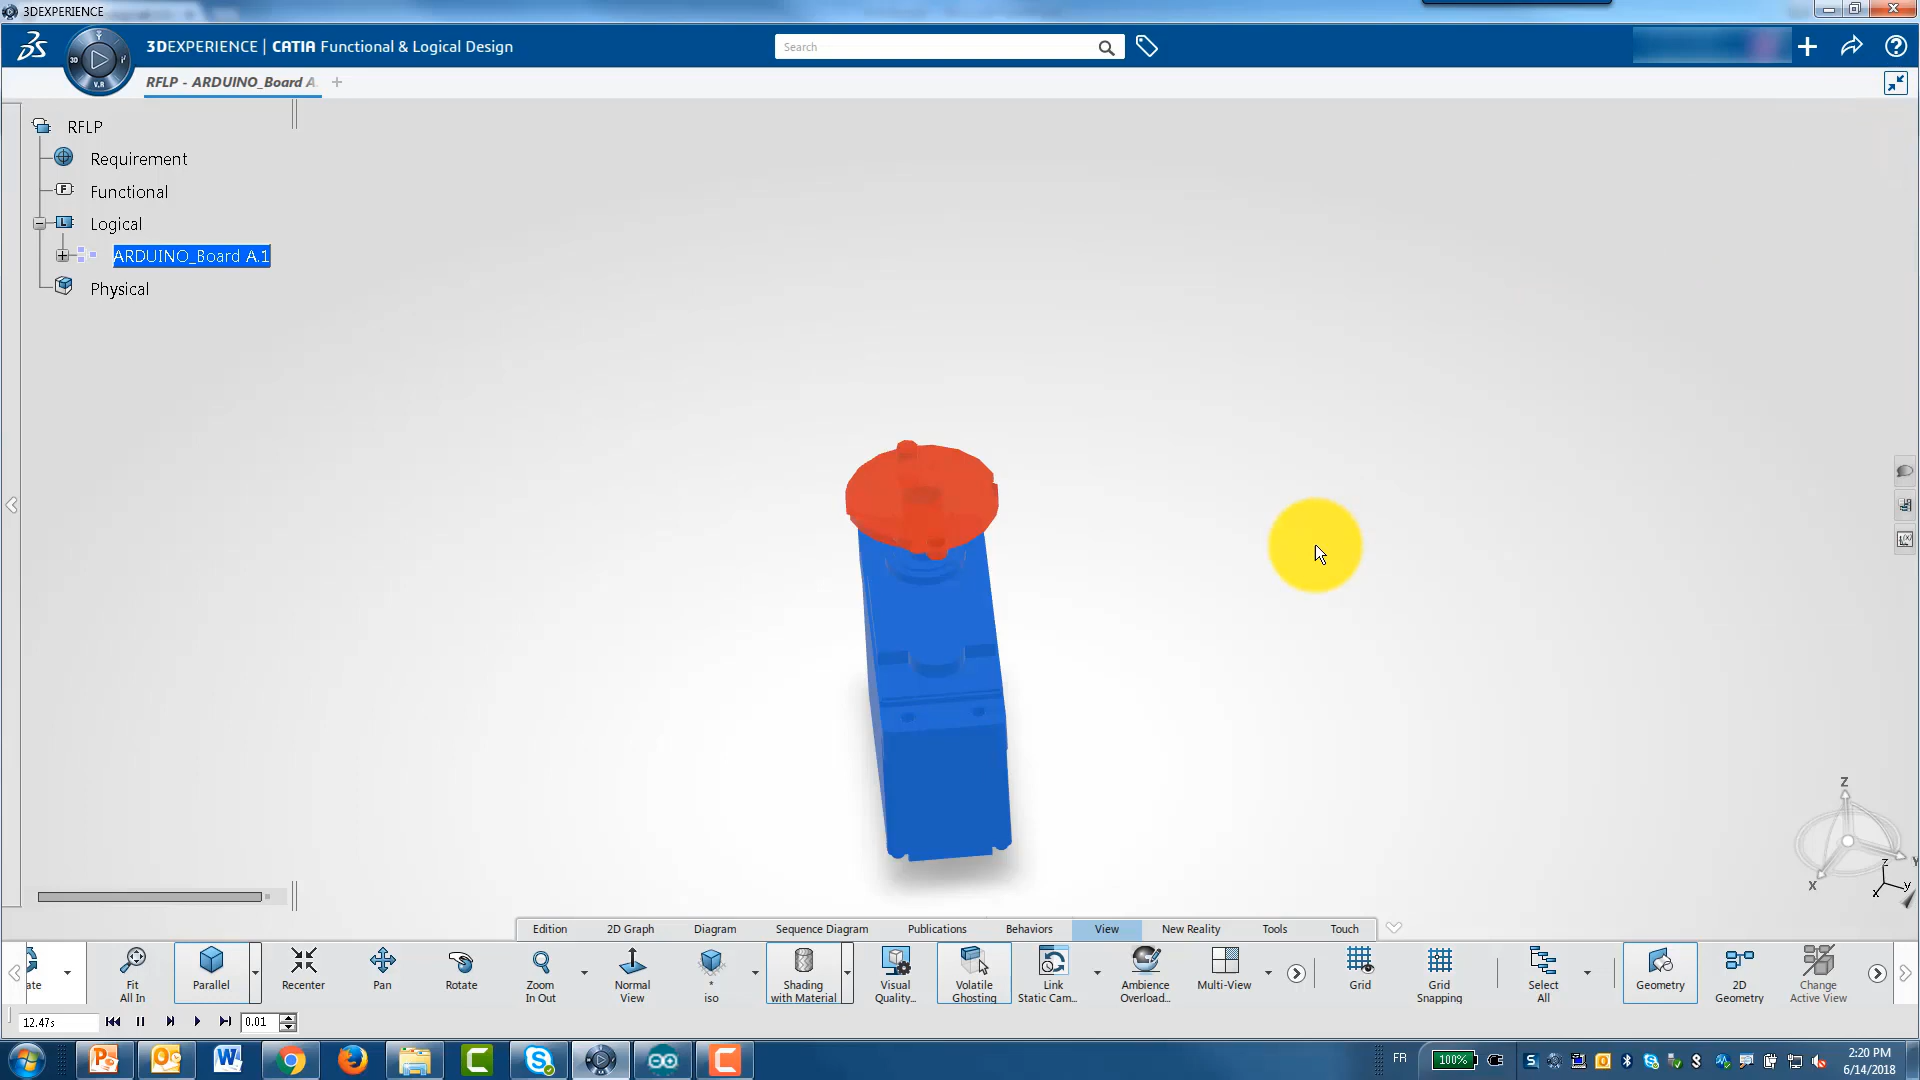 3DEXPERIENCE
3DEXPERIENCE | CATIA Functional & Logical Design
Search
3D
V.R
RFLP - ARDUINO_Board A
RFLP
Requirement
Functional
Logical
ARDUINO_Board A.1
Physical
Z
Y
X
z
y
x
Edition
2D Graph
Diagram
Sequence Diagram
Publications
Behaviors
View
New Reality
Tools
Touch
ate
Fit
All In
Parallel
Recenter
Pan
Rotate
Zoom
In Out
Normal
View
*
iso
Shading
with Material
Visual
Quality...
Volatile
Ghosting
Link
Static Cam...
Ambience
Overload...
Multi-View
Grid
Grid
Snapping
Select
All
Geometry
2D
Geometry
Change
Active View
12.47s
0.01
FR
100%
2:20 PM
6/14/2018